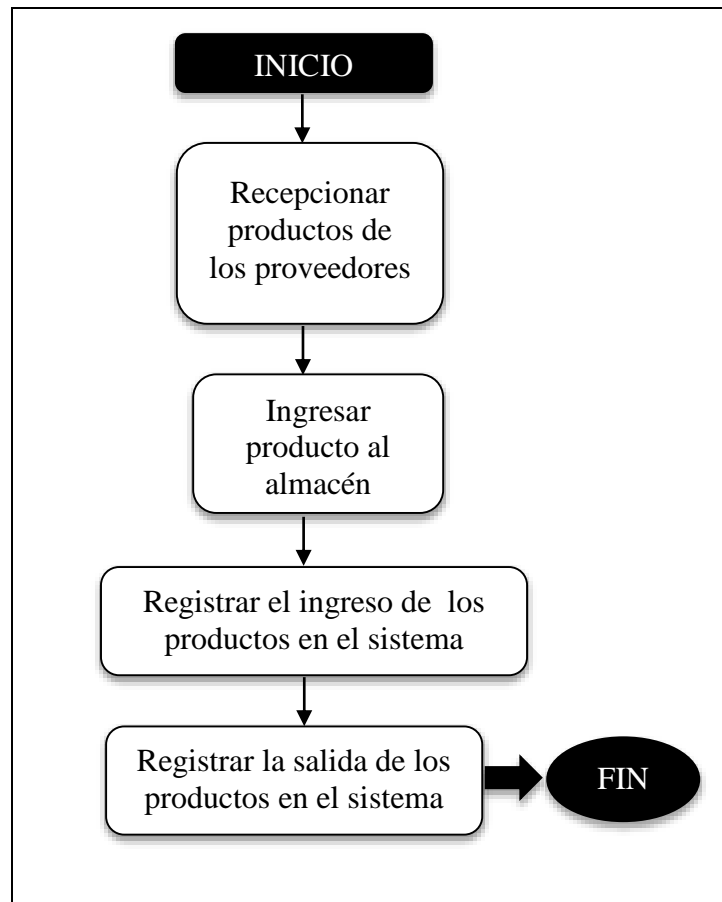 INICIO
Recepcionar
productos de
los proveedores
Ingresar
producto al
almacén
Registrar el ingreso de los
productos en el sistema
Registrar la salida de los
productos en el sistema
FIN